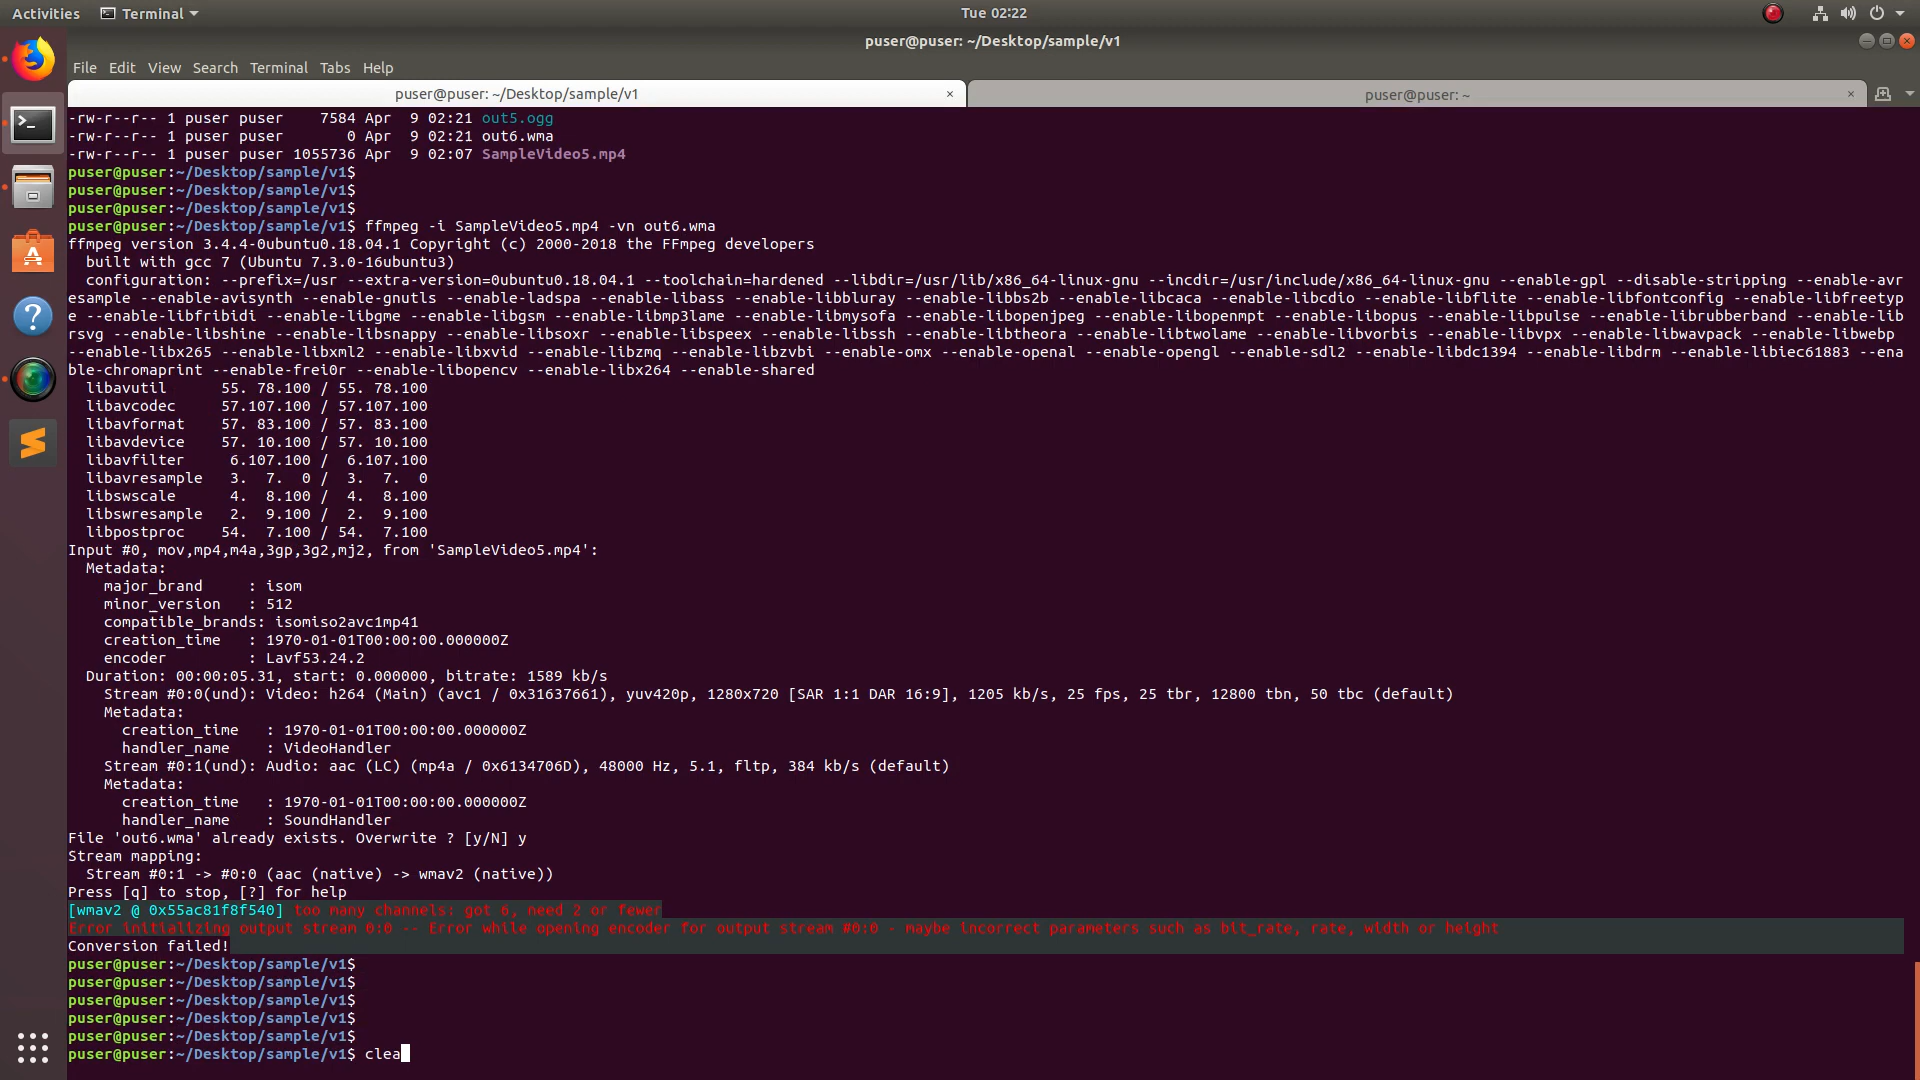 Activities Terminal Tue 02:22
puser@puser: ~/Desktop/sample/v1
File Edit View Search Terminal Tabs Help
puser@puser: ~/Desktop/sample/v1 × puser@puser: ~ ×
-rw-r--r-- 1 puser puser    7584 Apr  9 02:21 out5.ogg
-rw-r--r-- 1 puser puser       0 Apr  9 02:21 out6.wma
-rw-r--r-- 1 puser puser 1055736 Apr  9 02:07 SampleVideo5.mp4
puser@puser:~/Desktop/sample/v1$
puser@puser:~/Desktop/sample/v1$
puser@puser:~/Desktop/sample/v1$
puser@puser:~/Desktop/sample/v1$ ffmpeg -i SampleVideo5.mp4 -vn out6.wma
ffmpeg version 3.4.4-0ubuntu0.18.04.1 Copyright (c) 2000-2018 the FFmpeg developers
  built with gcc 7 (Ubuntu 7.3.0-16ubuntu3)
  configuration: --prefix=/usr --extra-version=0ubuntu0.18.04.1 --toolchain=hardened --libdir=/usr/lib/x86_64-linux-gnu --incdir=/usr/include/x86_64-linux-gnu --enable-gpl --disable-stripping --enable-avr
esample --enable-avisynth --enable-gnutls --enable-ladspa --enable-libass --enable-libbluray --enable-libbs2b --enable-libcaca --enable-libcdio --enable-libflite --enable-libfontconfig --enable-libfreetyp
e --enable-libfribidi --enable-libgme --enable-libgsm --enable-libmp3lame --enable-libmysofa --enable-libopenjpeg --enable-libopenmpt --enable-libopus --enable-libpulse --enable-librubberband --enable-lib
rsvg --enable-libshine --enable-libsnappy --enable-libsoxr --enable-libspeex --enable-libssh --enable-libtheora --enable-libtwolame --enable-libvorbis --enable-libvpx --enable-libwavpack --enable-libwebp
--enable-libx265 --enable-libxml2 --enable-libxvid --enable-libzmq --enable-libzvbi --enable-omx --enable-openal --enable-opengl --enable-sdl2 --enable-libdc1394 --enable-libdrm --enable-libiec61883 --ena
ble-chromaprint --enable-frei0r --enable-libopencv --enable-libx264 --enable-shared
  libavutil      55. 78.100 / 55. 78.100
  libavcodec     57.107.100 / 57.107.100
  libavformat    57. 83.100 / 57. 83.100
  libavdevice    57. 10.100 / 57. 10.100
  libavfilter     6.107.100 /  6.107.100
  libavresample   3.  7.  0 /  3.  7.  0
  libswscale      4.  8.100 /  4.  8.100
  libswresample   2.  9.100 /  2.  9.100
  libpostproc    54.  7.100 / 54.  7.100
Input #0, mov,mp4,m4a,3gp,3g2,mj2, from 'SampleVideo5.mp4':
  Metadata:
    major_brand     : isom
    minor_version   : 512
    compatible_brands: isomiso2avc1mp41
    creation_time   : 1970-01-01T00:00:00.000000Z
    encoder         : Lavf53.24.2
  Duration: 00:00:05.31, start: 0.000000, bitrate: 1589 kb/s
    Stream #0:0(und): Video: h264 (Main) (avc1 / 0x31637661), yuv420p, 1280x720 [SAR 1:1 DAR 16:9], 1205 kb/s, 25 fps, 25 tbr, 12800 tbn, 50 tbc (default)
    Metadata:
      creation_time   : 1970-01-01T00:00:00.000000Z
      handler_name    : VideoHandler
    Stream #0:1(und): Audio: aac (LC) (mp4a / 0x6134706D), 48000 Hz, 5.1, fltp, 384 kb/s (default)
    Metadata:
      creation_time   : 1970-01-01T00:00:00.000000Z
      handler_name    : SoundHandler
File 'out6.wma' already exists. Overwrite ? [y/N] y
Stream mapping:
  Stream #0:1 -> #0:0 (aac (native) -> wmav2 (native))
Press [q] to stop, [?] for help
[wmav2 @ 0x55ac81f8f540] too many channels: got 6, need 2 or fewer
Error initializing output stream 0:0 -- Error while opening encoder for output stream #0:0 - maybe incorrect parameters such as bit_rate, rate, width or height
Conversion failed!
puser@puser:~/Desktop/sample/v1$
puser@puser:~/Desktop/sample/v1$
puser@puser:~/Desktop/sample/v1$
puser@puser:~/Desktop/sample/v1$
puser@puser:~/Desktop/sample/v1$
puser@puser:~/Desktop/sample/v1$ clea